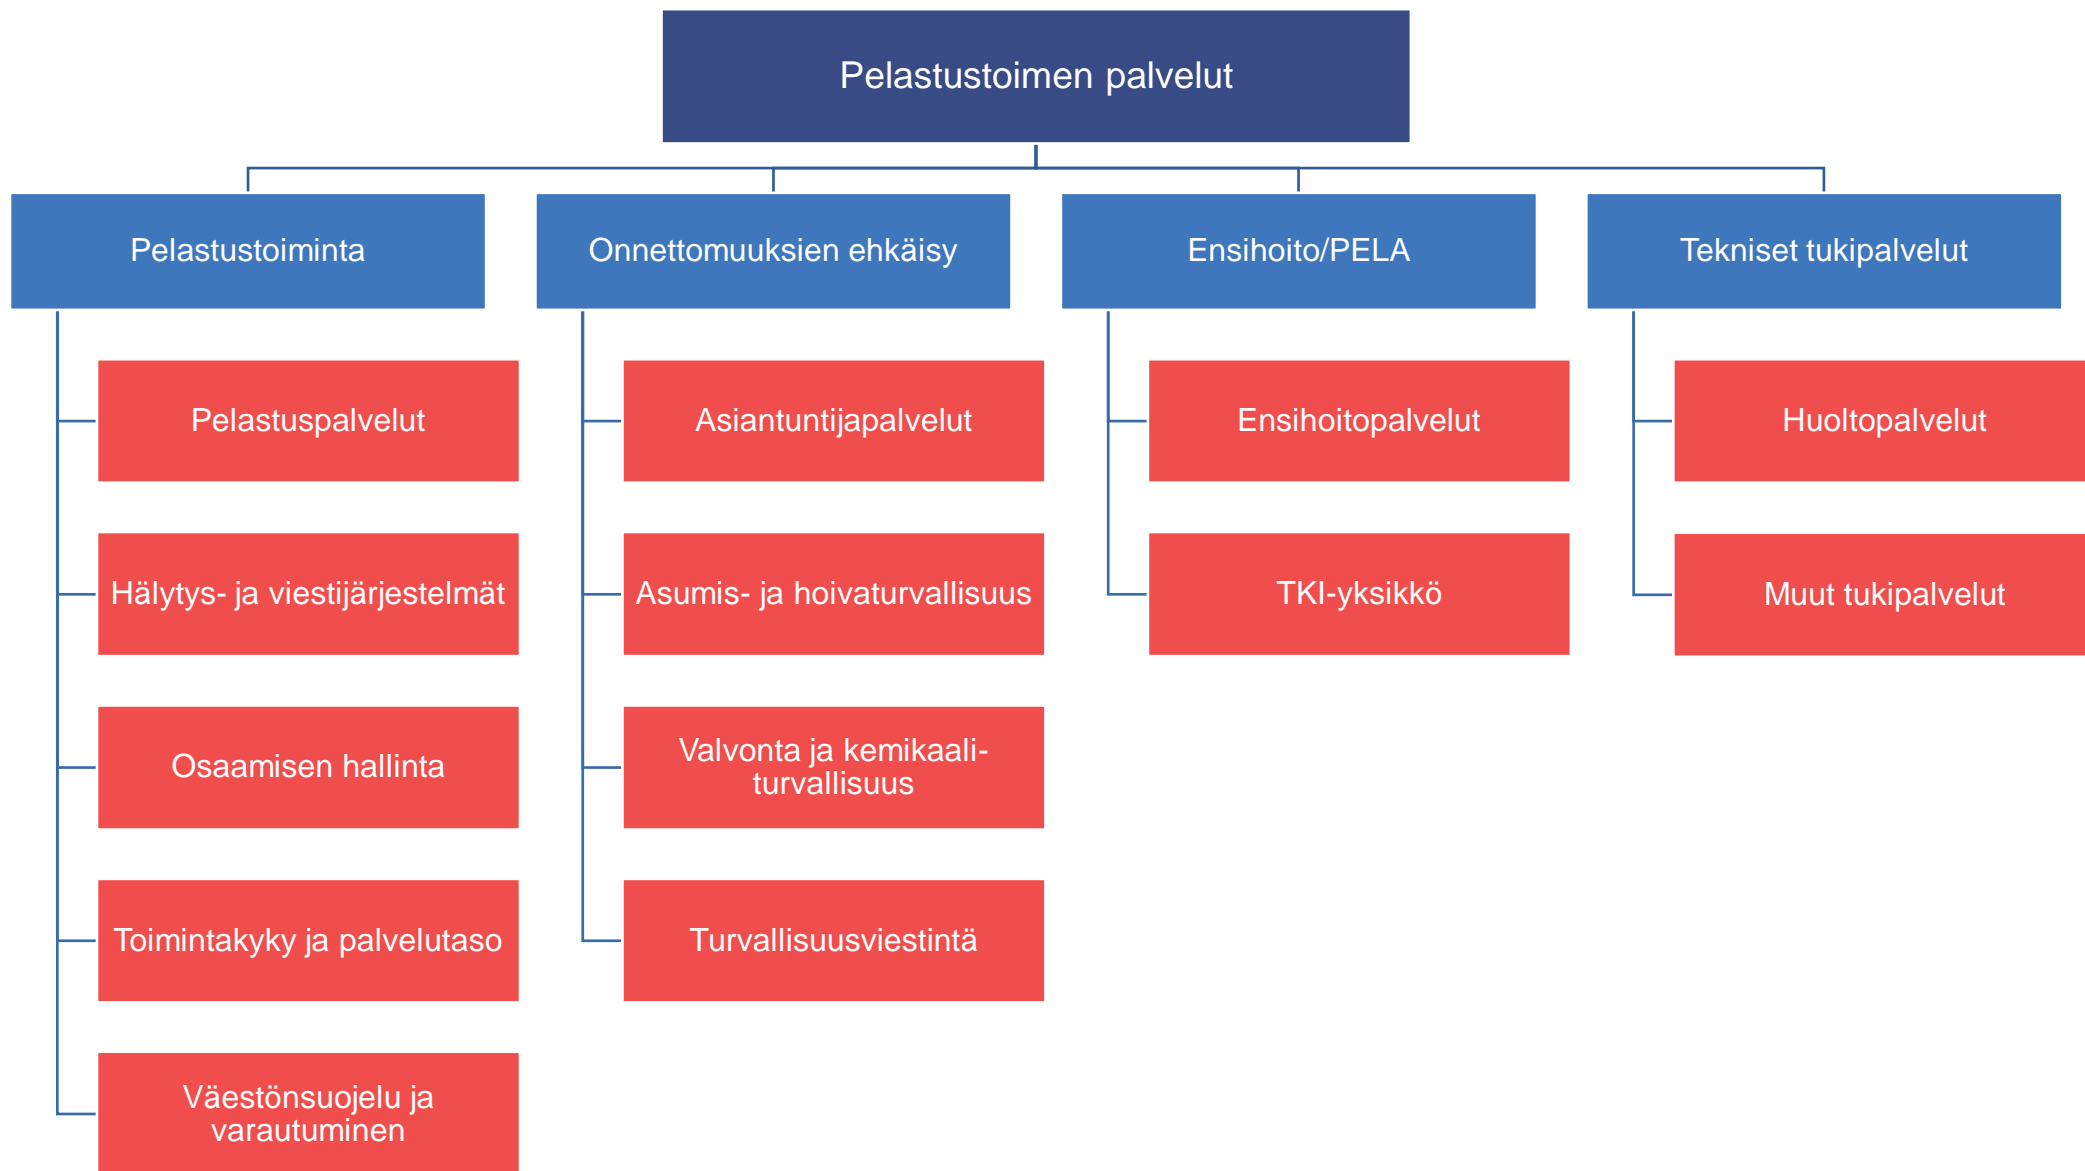 Pelastustoimen palvelut
Pelastustoiminta
Pelastuspalvelut
Hälytys- ja viestijärjestelmät
Osaamisen hallinta
Toimintakyky ja palvelutaso
Väestönsuojelu ja
varautuminen
Onnettomuuksien ehkäisy
Asiantuntijapalvelut
Asumis- ja hoivaturvallisuus
Valvonta ja kemikaali-
turvallisuus
Turvallisuusviestintä
Ensihoito/PELA
Ensihoitopalvelut
TKI-yksikkö
Tekniset tukipalvelut
Huoltopalvelut
Muut tukipalvelut